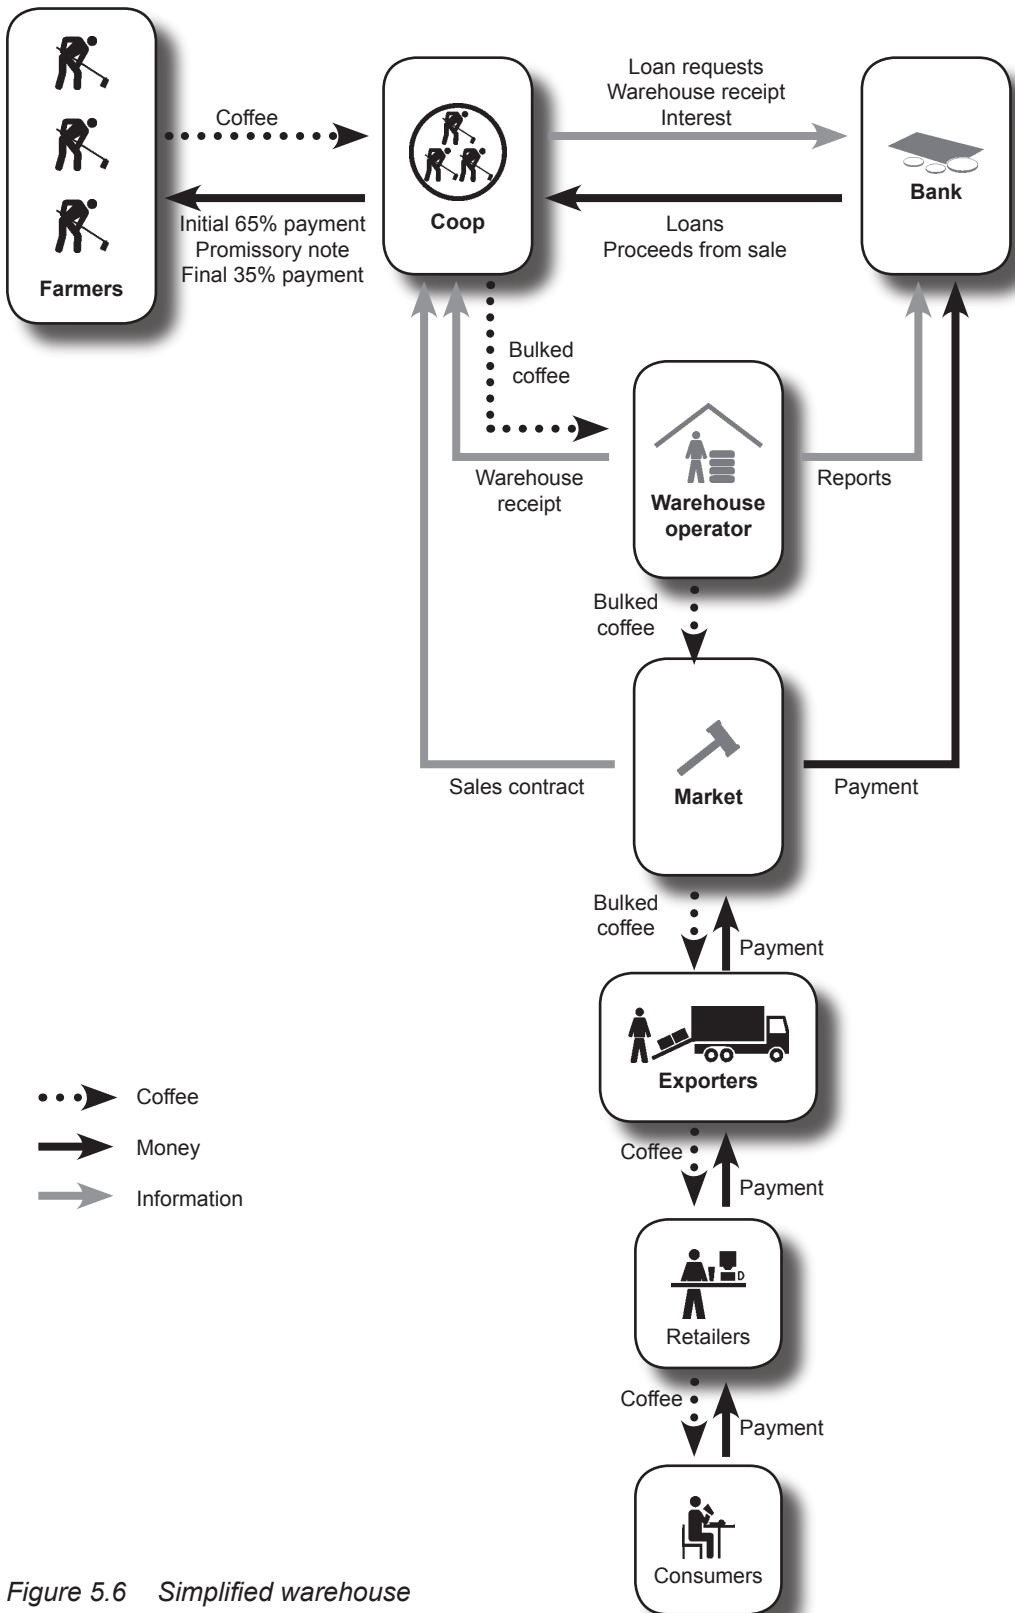 Coffee
Initial 65% payment
Promissory note
Final 35% payment
Farmers
Coop
Loan requests
Warehouse receipt
Interest
Loans
Proceeds from sale
Bank
Bulked
coffee
Warehouse
receipt
Warehouse
operator
Reports
Bulked
coffee
Sales contract
Market
Payment
Bulked
coffee
Payment
Exporters
Coffee
Money
Information
Coffee
Payment
Retailers
Coffee
Payment
Consumers
Figure 5.6 Simplified warehouse